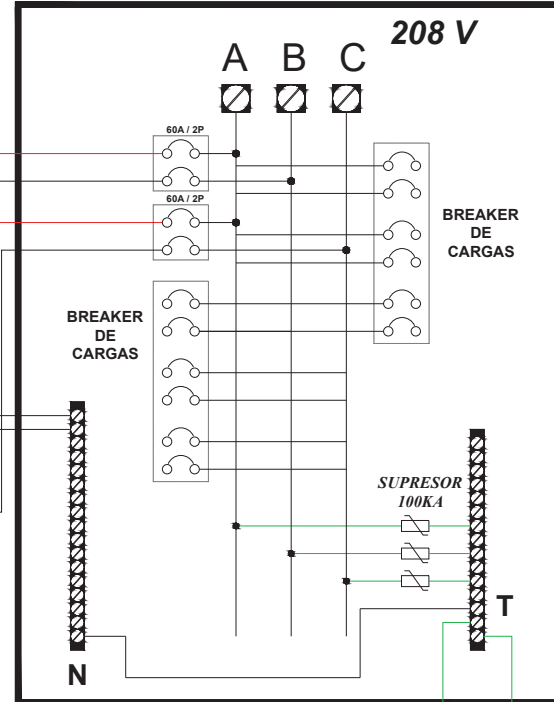 208 V
A B C
60A / 2P
60A / 2P
BREAKER
DE
CARGAS
BREAKER
DE
CARGAS
SUPRESOR
100KA
T
N